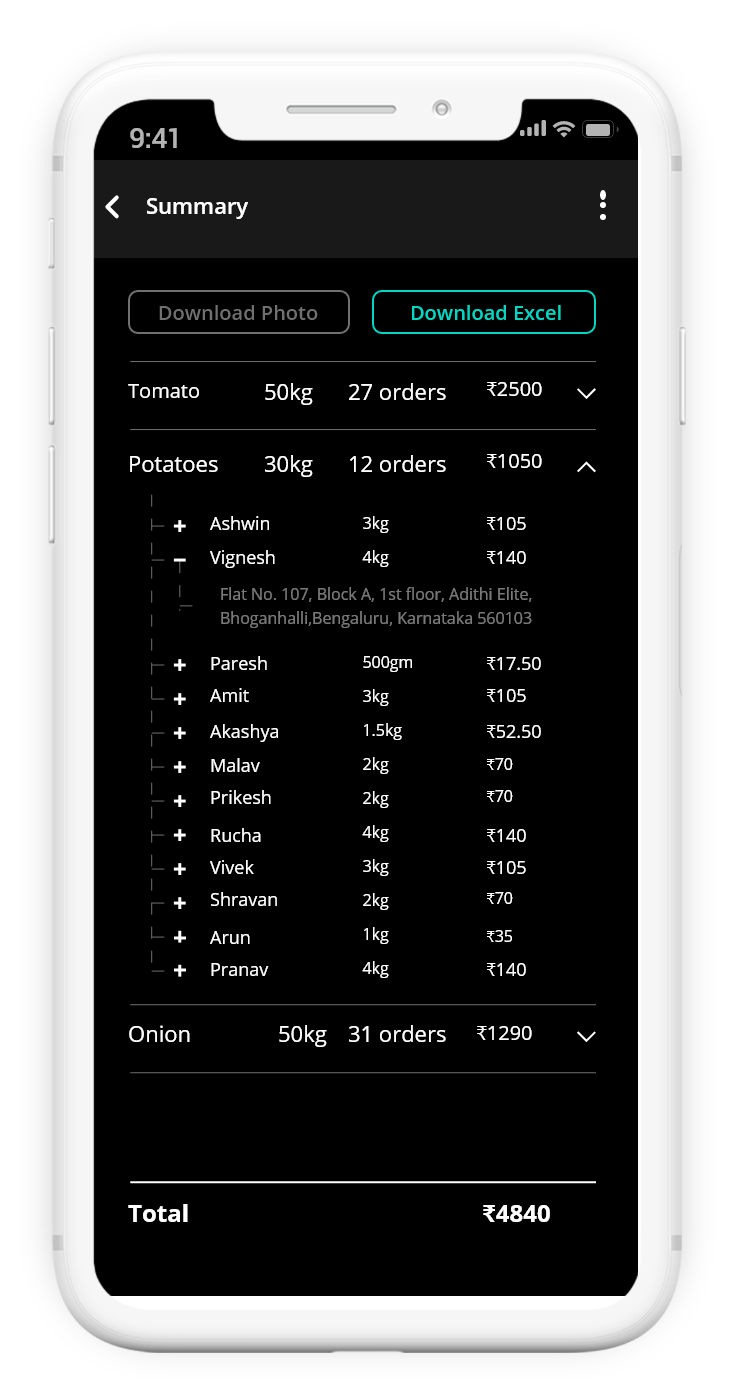 9:41
Summary
Download Photo Download Excel
Tomato 50kg 27 orders ₹2500
Potatoes 30kg 12 orders ₹1050
Ashwin 3kg ₹105
Vignesh 4kg ₹140
Flat No. 107, Block A, 1st floor, Adithi Elite,
Bhoganhalli,Bengaluru, Karnataka 560103
Paresh 500gm ₹17.50
Amit 3kg ₹105
Akashya 1.5kg ₹52.50
Malav 2kg ₹70
Prikesh 2kg ₹70
Rucha 4kg ₹140
Vivek 3kg ₹105
Shravan 2kg ₹70
Arun 1kg ₹35
Pranav 4kg ₹140
Onion 50kg 31 orders ₹1290
Total ₹4840